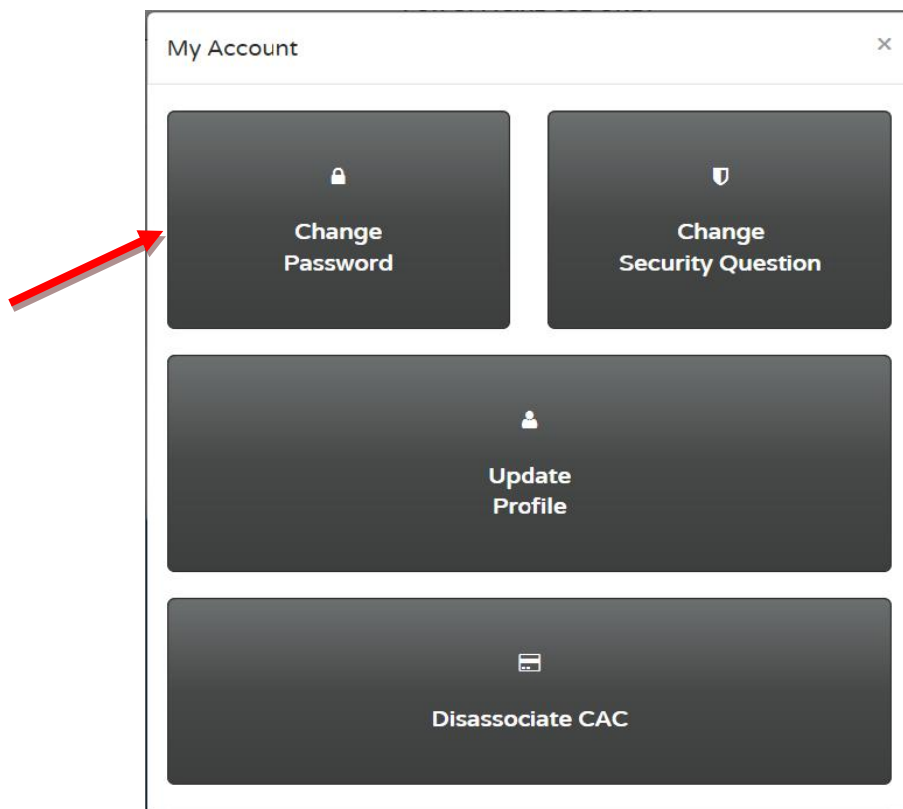 My Account
×
Change
Password
Change
Security Question
Update
Profile
Disassociate CAC